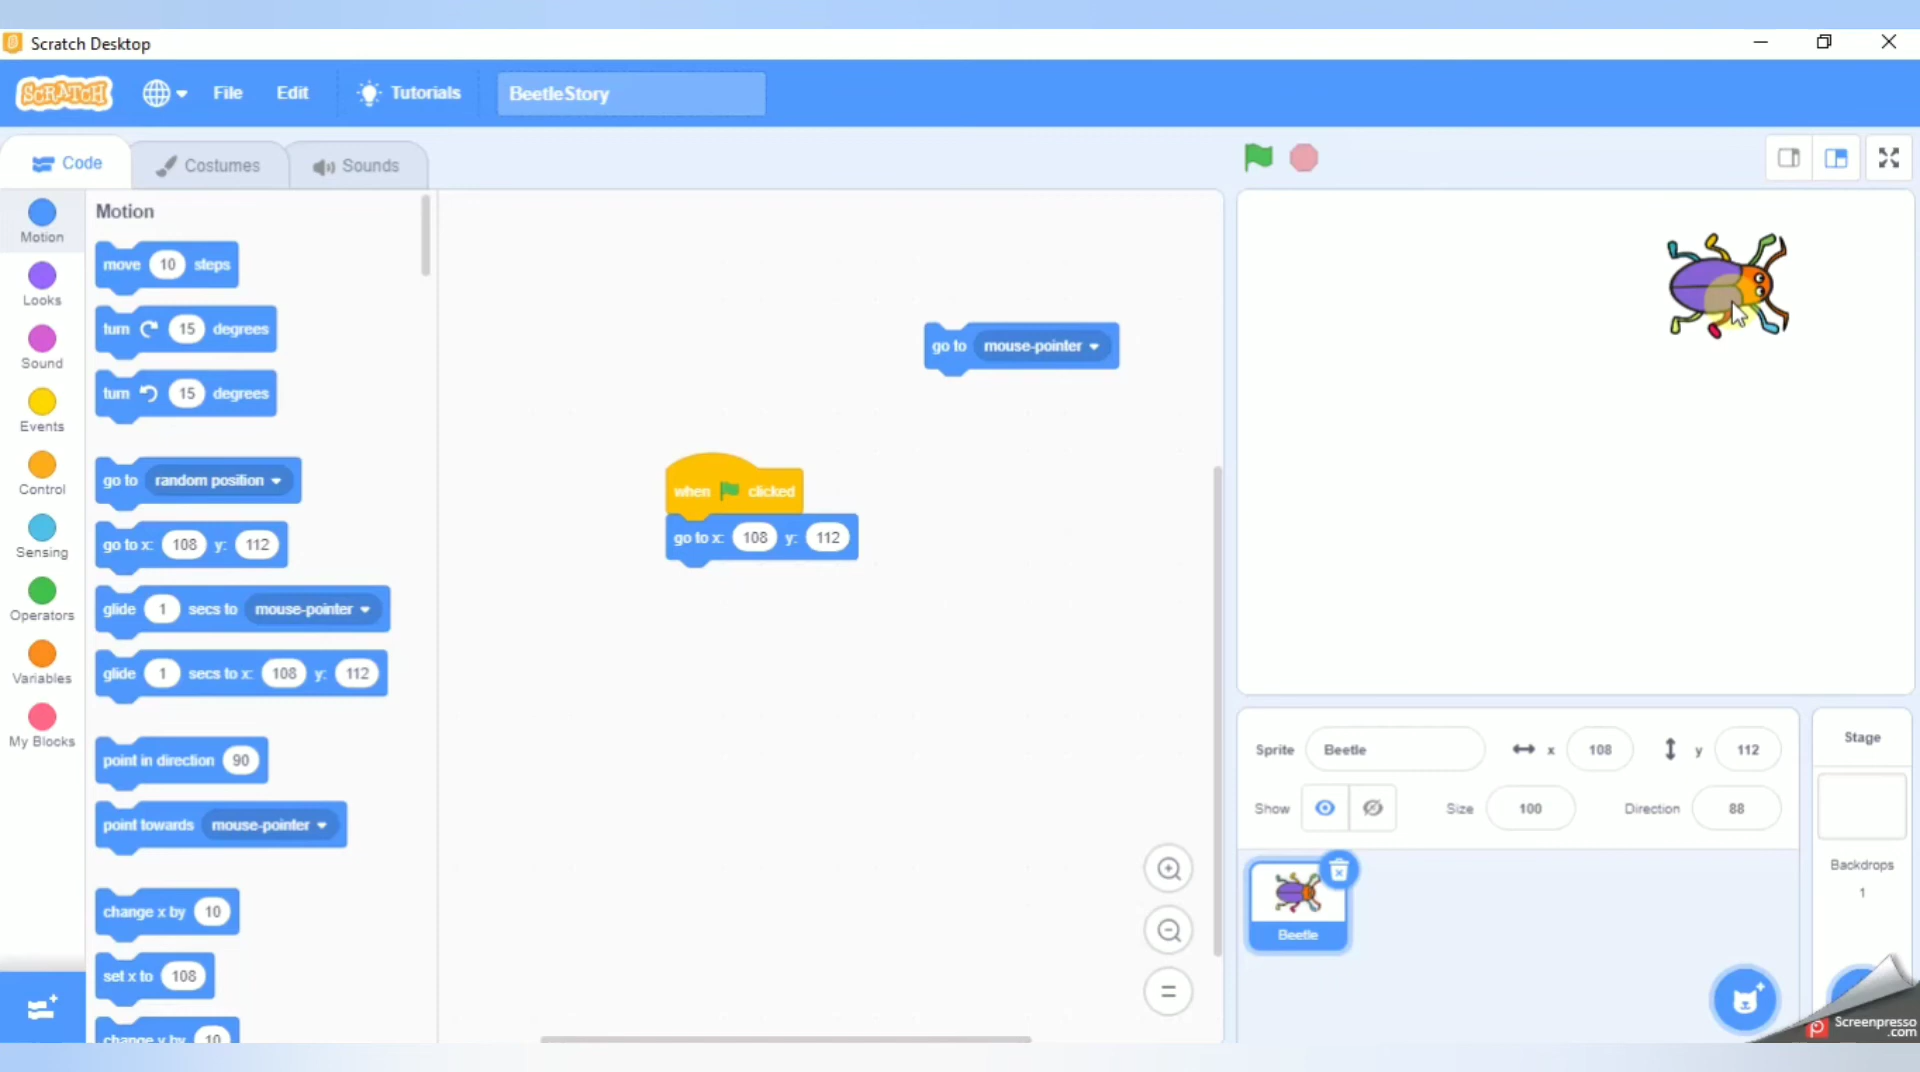 Scratch Desktop
SCRATCH File Edit Tutorials BeetleStory
Code Costumes Sounds
Motion
Looks
Sound
Events
Control
Sensing
Operators
Variables
My Blocks
Motion
move 10 steps
turn 15 degrees
turn 15 degrees
go to random position
go to x: 108 y: 112
glide 1 secs to mouse-pointer
glide 1 secs to x: 108 y: 112
point in direction 90
point towards mouse-pointer
change x by 10
set x to 108
change y by 10
go to mouse-pointer
when clicked
go to x: 108 y: 112
Sprite Beetle x 108 y 112
Show Size 100 Direction 88
Beetle
Stage
Backdrops
1
Screenpresso
.com